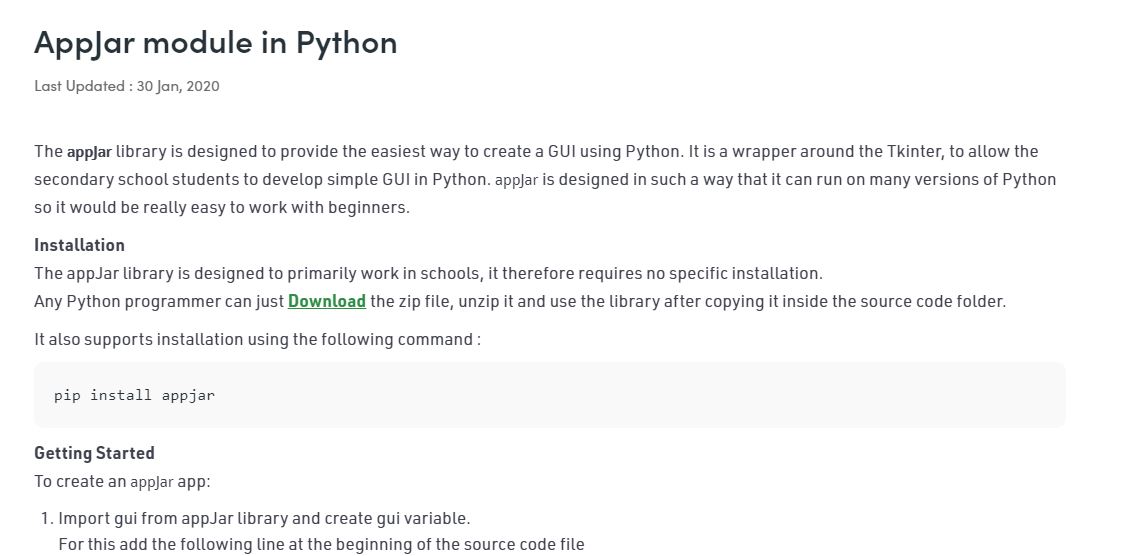 AppJar module in Python
Last Updated : 30 Jan, 2020
The appJar library is designed to provide the easiest way to create a GUI using Python. It is a wrapper around the Tkinter, to allow the
secondary school students to develop simple GUI in Python. appJar is designed in such a way that it can run on many versions of Python
so it would be really easy to work with beginners.
Installation
The appJar library is designed to primarily work in schools, it therefore requires no specific installation.
Any Python programmer can just Download the zip file, unzip it and use the library after copying it inside the source code folder.
It also supports installation using the following command :
pip install appjar
Getting Started
To create an appJar app:
1. Import gui from appJar library and create gui variable.
For this add the following line at the beginning of the source code file